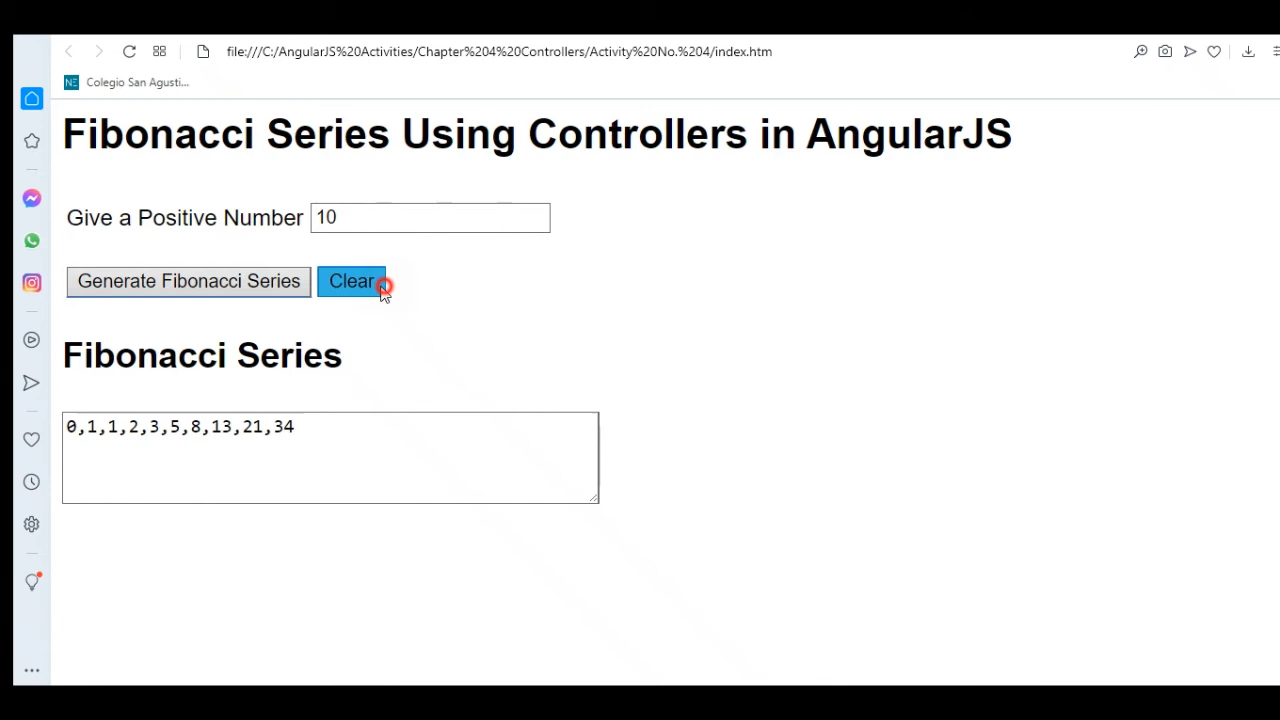 file:///C:/AngularJS%20Activities/Chapter%204%20Controllers/Activity%20No.%204/index.htm
NE Colegio San Agusti...
Fibonacci Series Using Controllers in AngularJS
Give a Positive Number 10
Generate Fibonacci Series Clear
Fibonacci Series
0,1,1,2,3,5,8,13,21,34